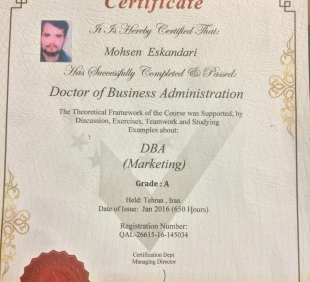 Certificate
It Is Hereby Certified That:
Mohsen Eskandari
Has Successfully Completed & Passed:
Doctor of Business Administration
The Theoretical Framework of the Course was Supported, by
Discussion, Exercises, Teamwork and Studying
Examples about:
DBA
(Marketing)
Grade : A
Held: Tehran , Iran
Date of Issue: Jan 2016 (650 Hours)
Registration Number:
QAL-26615-16-145034
Certification Dept
Managing Director